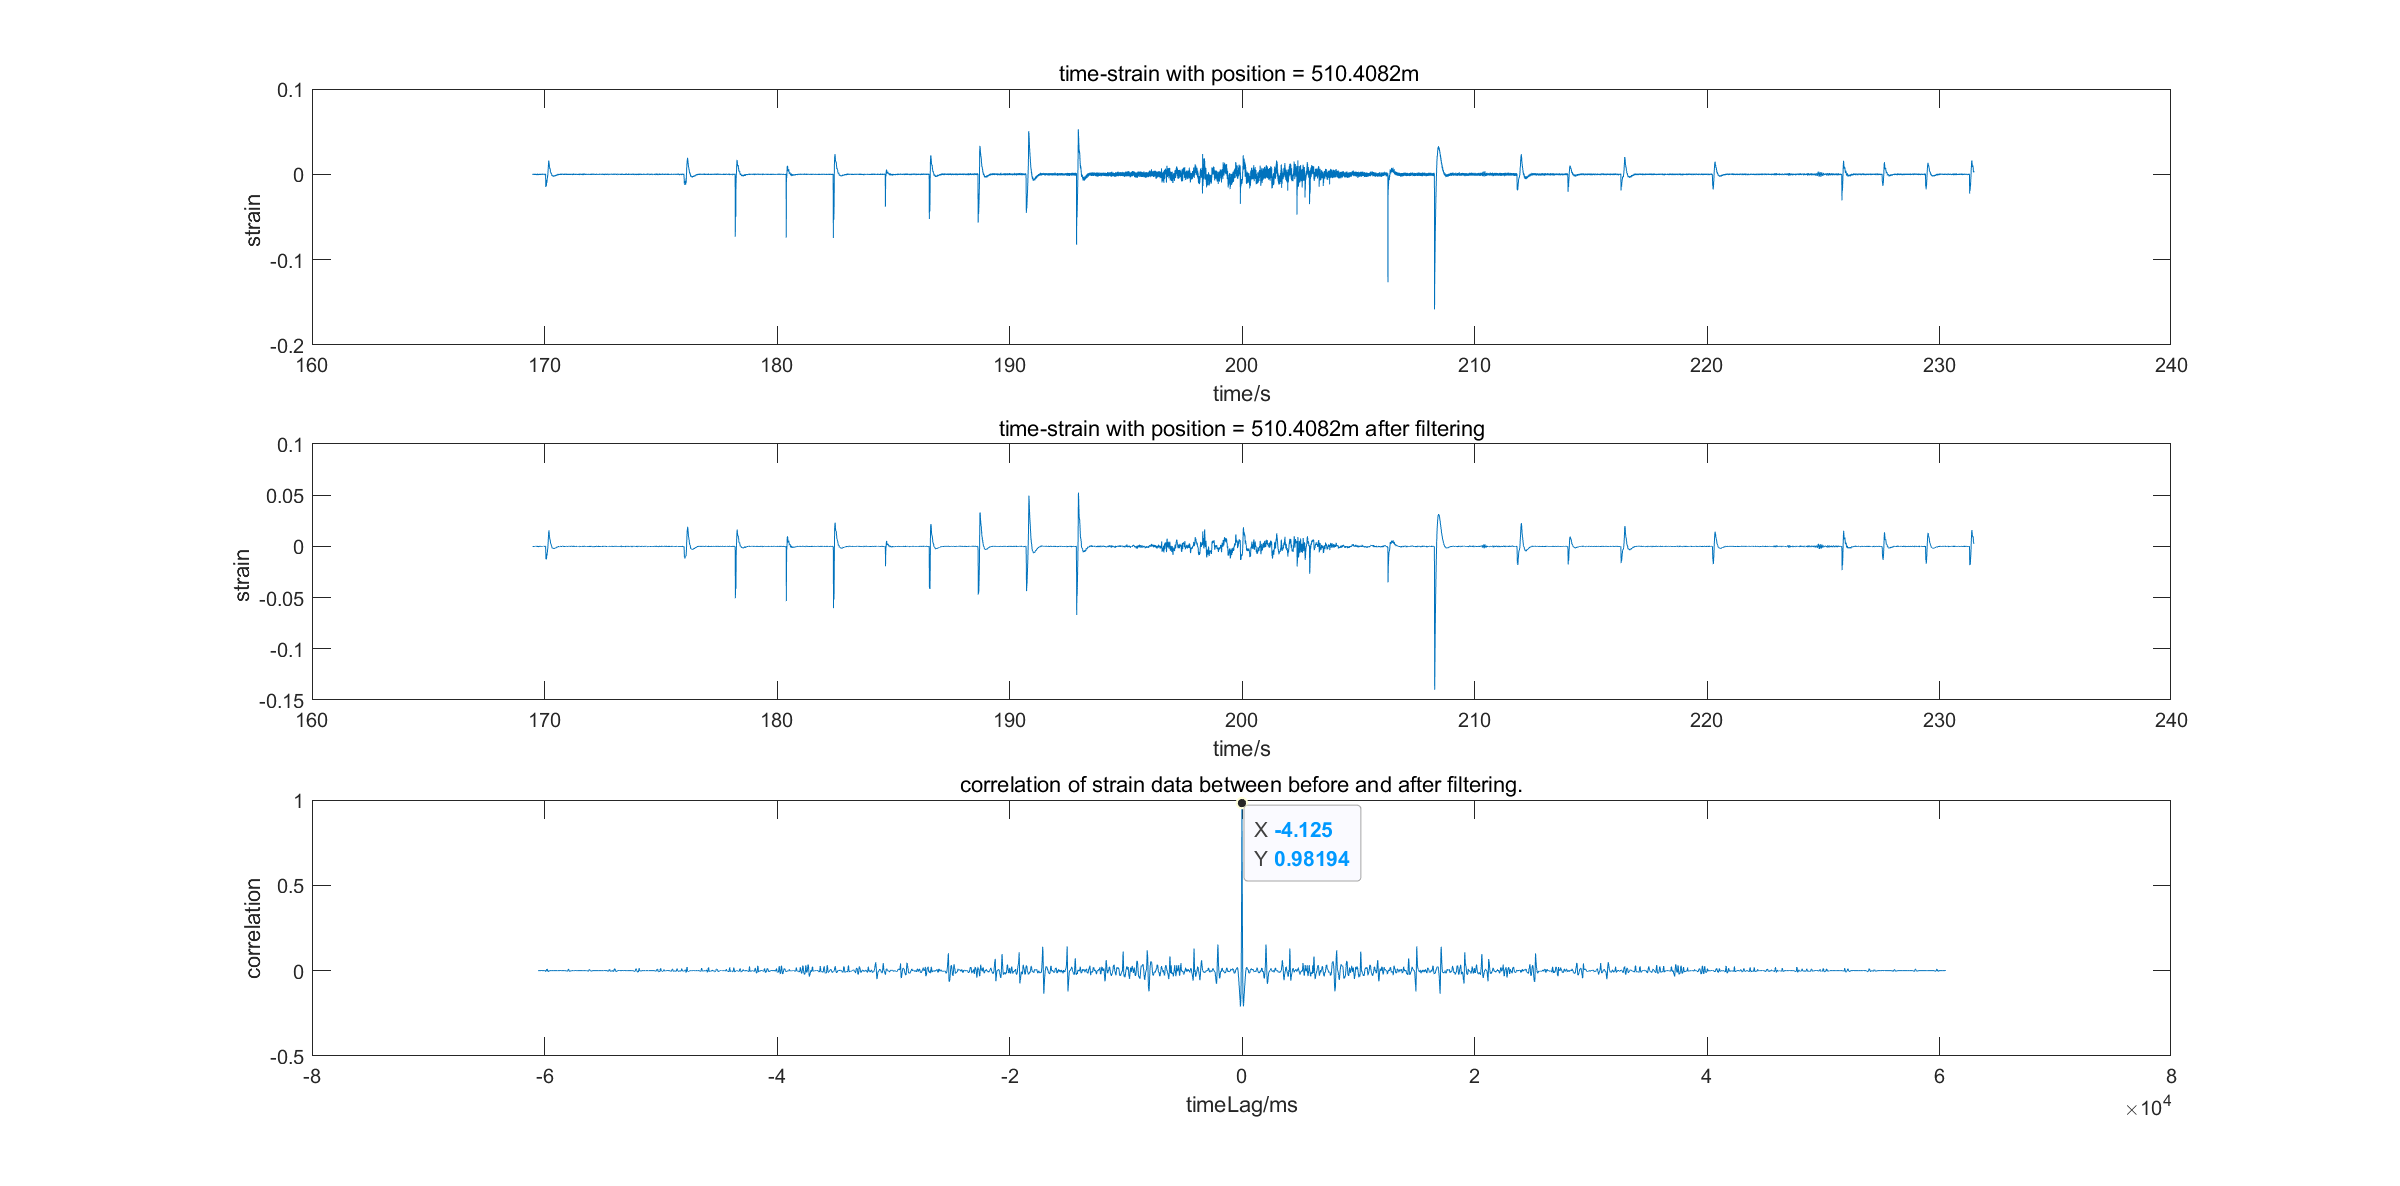 time-strain with position = 510.4082m
0.1
0
-0.1
-0.2
strain
160 170 180 190 200 210 220 230 240
time/s
time-strain with position = 510.4082m after filtering
0.1
0.05
0
-0.05
-0.1
-0.15
strain
160 170 180 190 200 210 220 230 240
time/s
correlation of strain data between before and after filtering.
1
0.5
0
-0.5
correlation
X -4.125
Y 0.98194
-8 -6 -4 -2 0 2 4 6 8
timeLag/ms
×10⁴